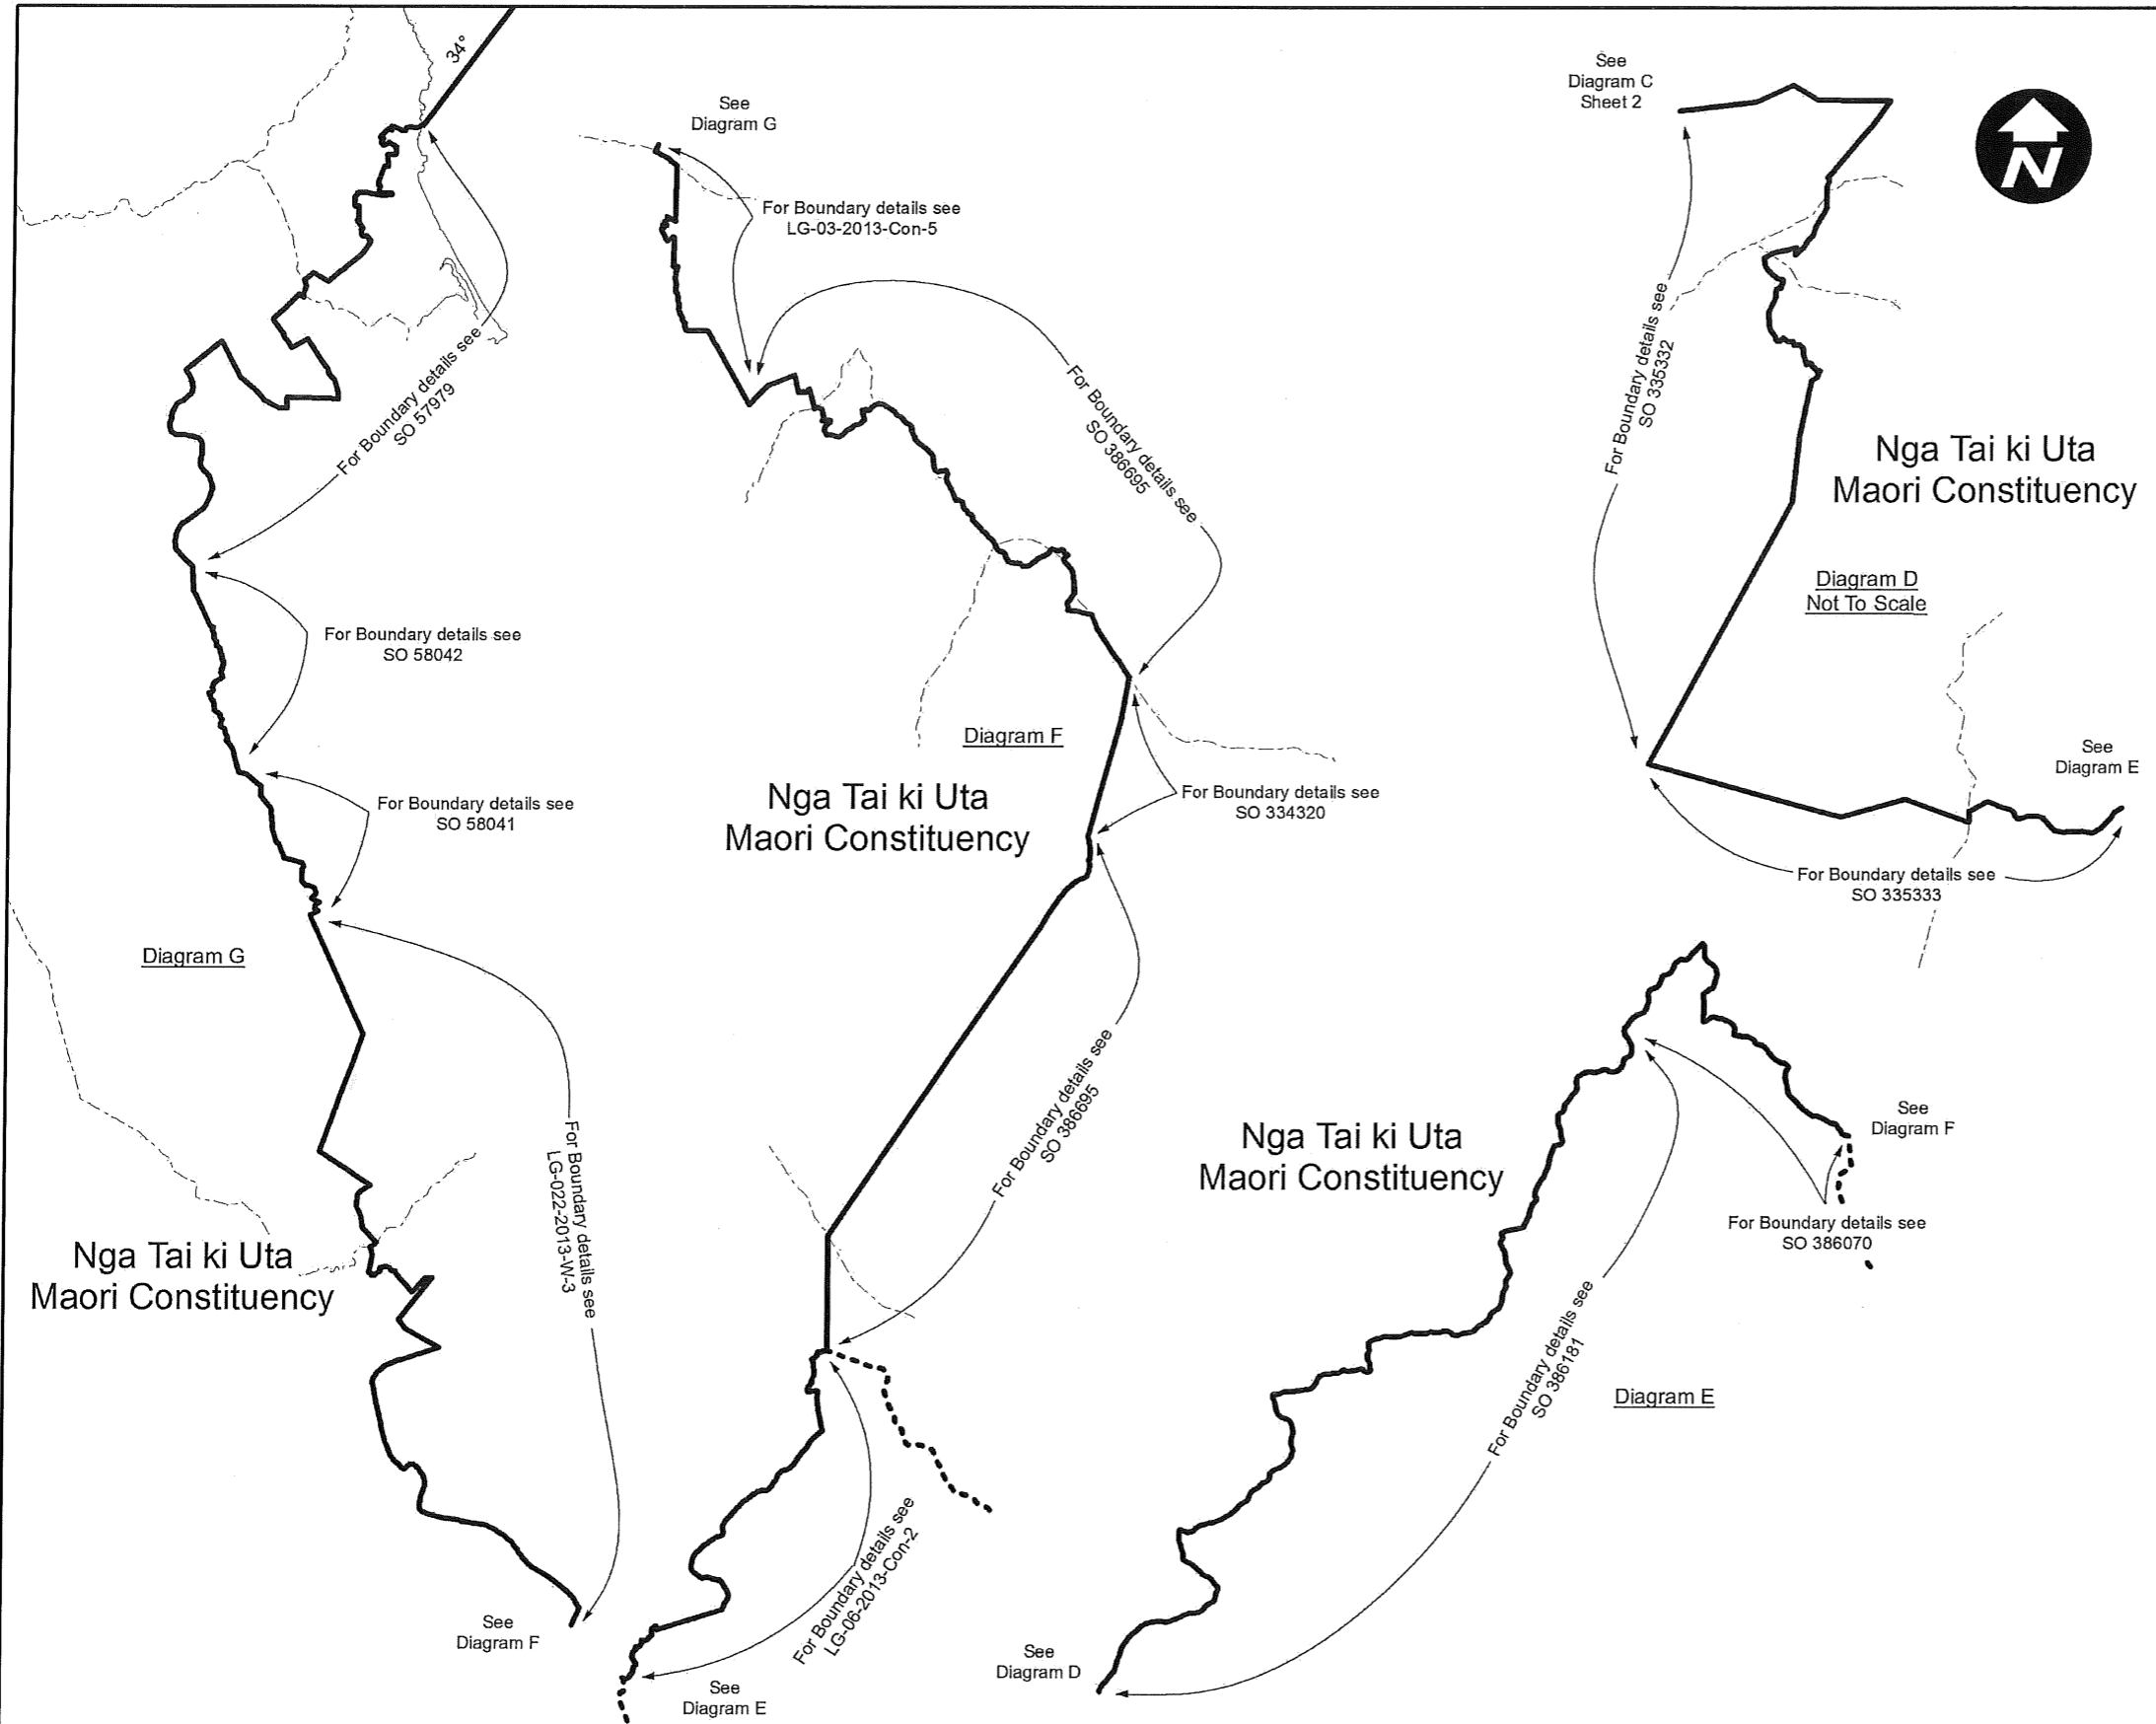 34°
For Boundary details see
SO 57979
For Boundary details see
SO 58042
For Boundary details see
SO 58041
Diagram G
For Boundary details see
LG-022-2013-W-3
Nga Tai ki Uta
Maori Constituency
See
Diagram F
See
Diagram G
For Boundary details see
LG-03-2013-Con-5
For Boundary details see
SO 386695
Diagram F
Nga Tai ki Uta
Maori Constituency
For Boundary details see
SO 334320
For Boundary details see
SO 386695
For Boundary details see
LG-06-2013-Con-2
See
Diagram E
See
Diagram C
Sheet 2
N
For Boundary details see
SO 335332
Nga Tai ki Uta
Maori Constituency
Diagram D
Not To Scale
See
Diagram E
For Boundary details see
SO 335333
Nga Tai ki Uta
Maori Constituency
See
Diagram F
For Boundary details see
SO 386070
For Boundary details see
SO 386181
Diagram E
See
Diagram D